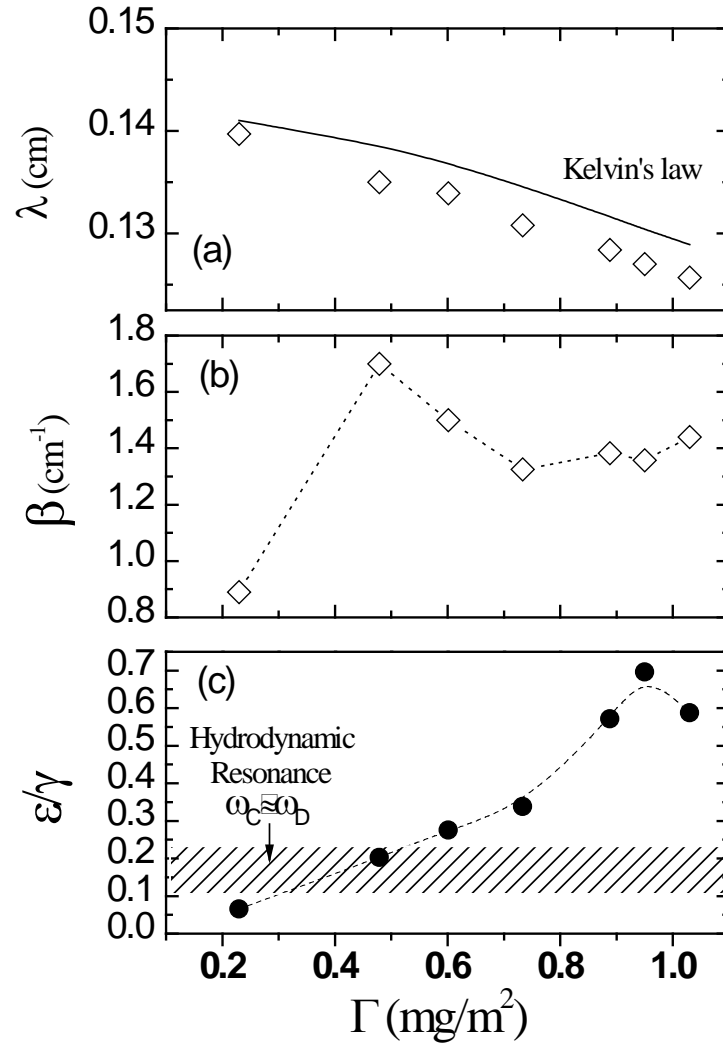 0.15
0.14
0.13
λ (cm)
Kelvin's law
(a)
1.8
1.6
1.4
1.2
1.0
0.8
β (cm⁻¹)
(b)
0.7
0.6
0.5
0.4
0.3
0.2
0.1
0.0
ε/γ
(c)
Hydrodynamic
Resonance
ω_C≈ω_D
0.2 0.4 0.6 0.8 1.0
Γ (mg/m²)